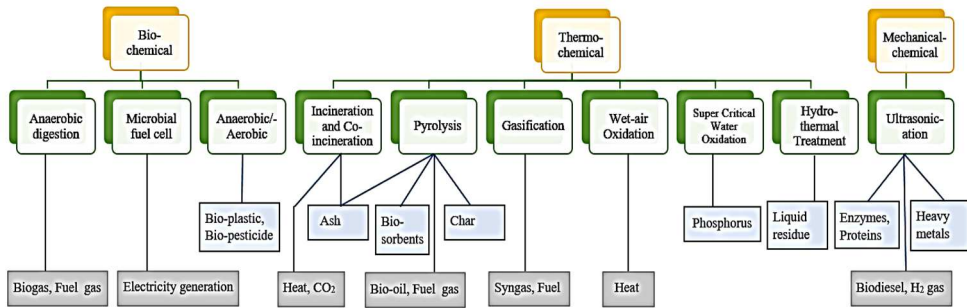 Bio-
chemical
Thermo-
chemical
Mechanical-
chemical
Anaerobic
digestion
Microbial
fuel cell
Anaerobic/-
Aerobic
Incineration
and Co-
incineration
Pyrolysis
Gasification
Wet-air
Oxidation
Super Critical
Water
Oxidation
Hydro-
thermal
Treatment
Ultrasonic-
ation
Bio-plastic,
Bio-pesticide
Ash
Bio-
sorbents
Char
Phosphorus
Liquid
residue
Enzymes,
Proteins
Heavy
metals
Biogas, Fuel gas
Electricity generation
Heat, CO₂
Bio-oil, Fuel gas
Syngas, Fuel
Heat
Biodiesel, H₂ gas